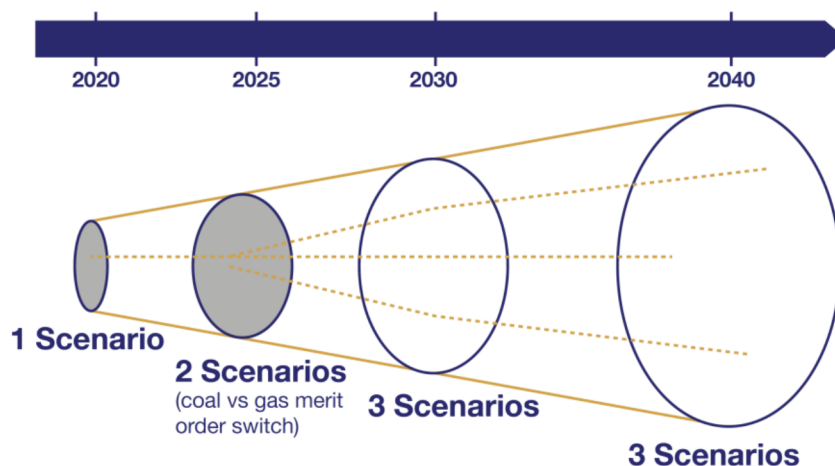 2020 2025 2030 2040
1 Scenario
2 Scenarios
(coal vs gas merit
order switch)
3 Scenarios
3 Scenarios